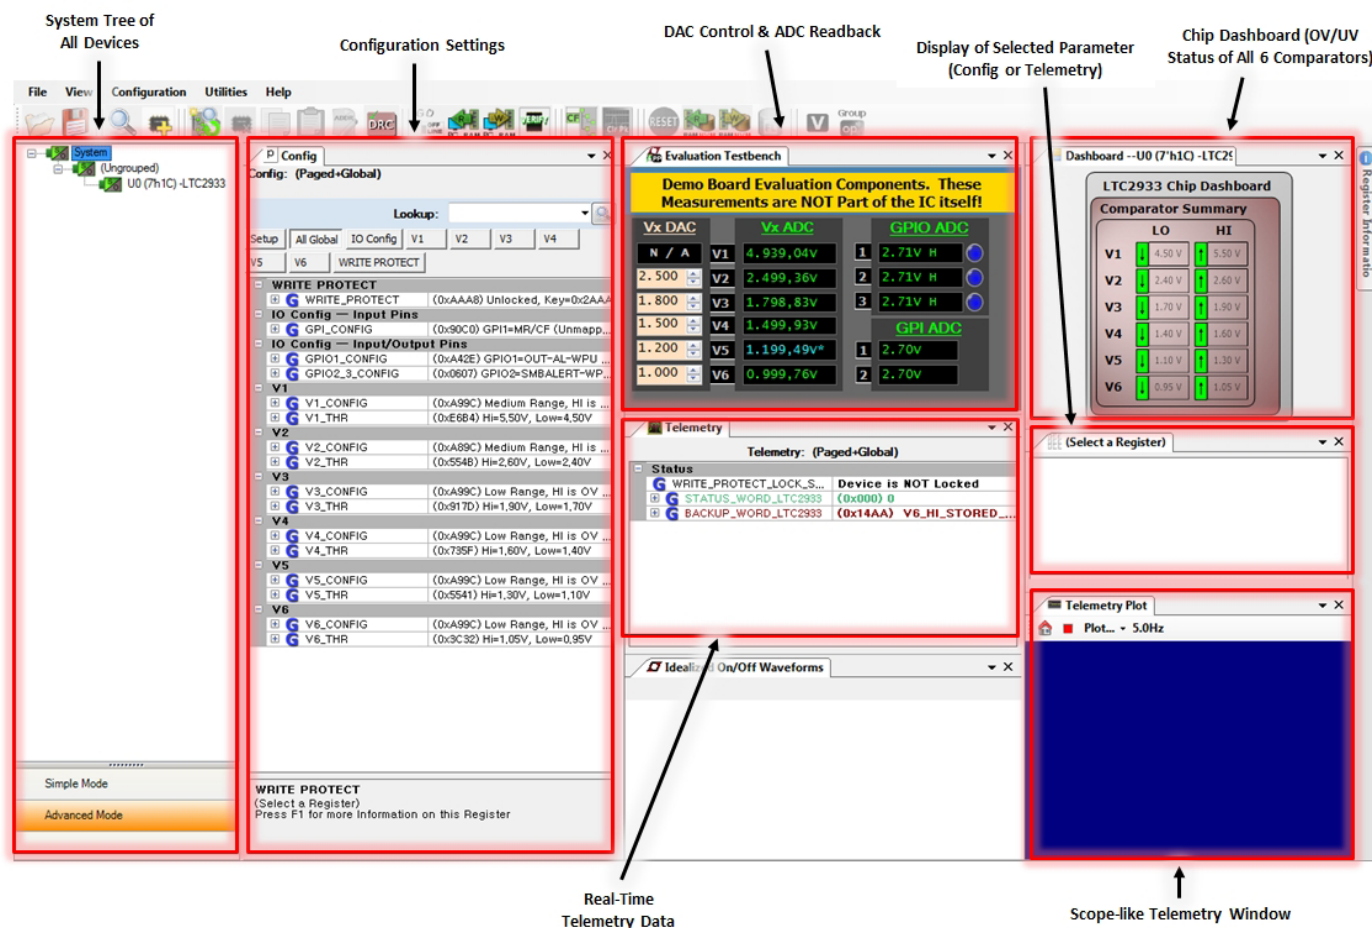 System Tree of
All Devices
Configuration Settings
DAC Control & ADC Readback
Display of Selected Parameter
(Config or Telemetry)
Chip Dashboard (OV/UV
Status of All 6 Comparators)
File View Configuration Utilities Help
DRC
RESET
Group
System
(Ungrouped)
U0 (7'h1C) -LTC2933
Simple Mode
Advanced Mode
Config
Config: (Paged+Global)
Lookup:
Setup All Global IO Config V1 V2 V3 V4
V5 V6 WRITE PROTECT
WRITE PROTECT
WRITE_PROTECT (0xAAA8) Unlocked, Key=0x2AAA
IO Config — Input Pins
GPI_CONFIG (0x90C0) GPI1=MR/CF (Unmapp...
IO Config — Input/Output Pins
GPIO1_CONFIG (0xA42E) GPIO1=OUT-AL-WPU ...
GPIO2_3_CONFIG (0x0607) GPIO2=SMBALERT-WP...
V1
V1_CONFIG (0xA99C) Medium Range, HI is ...
V1_THR (0xE6B4) Hi=5,50V, Low=4,50V
V2
V2_CONFIG (0xA89C) Medium Range, HI is ...
V2_THR (0x554B) Hi=2,60V, Low=2,40V
V3
V3_CONFIG (0xA99C) Low Range, HI is OV ...
V3_THR (0x917D) Hi=1,90V, Low=1,70V
V4
V4_CONFIG (0xA99C) Low Range, HI is OV ...
V4_THR (0x735F) Hi=1,60V, Low=1,40V
V5
V5_CONFIG (0xA99C) Low Range, HI is OV ...
V5_THR (0x5541) Hi=1,30V, Low=1,10V
V6
V6_CONFIG (0xA99C) Low Range, HI is OV ...
V6_THR (0x3C32) Hi=1,05V, Low=0,95V
WRITE PROTECT
(Select a Register)
Press F1 for more Information on this Register
Evaluation Testbench
Demo Board Evaluation Components. These
Measurements are NOT Part of the IC itself!
Vx DAC Vx ADC GPIO ADC
N / A V1 4.939,04V 1 2.71V H
2.500 V2 2.499,36V 2 2.71V H
1.800 V3 1.798,83V 3 2.71V H
1.500 V4 1.499,93V GPI ADC
1.200 V5 1.199,49V* 1 2.70V
1.000 V6 0.999,76V 2 2.70V
Telemetry
Telemetry: (Paged+Global)
Status
WRITE_PROTECT_LOCK_S... Device is NOT Locked
STATUS_WORD_LTC2933 (0x000) 0
BACKUP_WORD_LTC2933 (0x14AA) V6_HI_STORED_...
Idealized On/Off Waveforms
Dashboard --U0 (7'h1C) -LTC29
LTC2933 Chip Dashboard
Comparator Summary
LO HI
V1 4.50 V 5.50 V
V2 2.40 V 2.60 V
V3 1.70 V 1.90 V
V4 1.40 V 1.60 V
V5 1.10 V 1.30 V
V6 0.95 V 1.05 V
(Select a Register)
Telemetry Plot
Plot... 5.0Hz
Register Informatio
Real-Time
Telemetry Data
Scope-like Telemetry Window